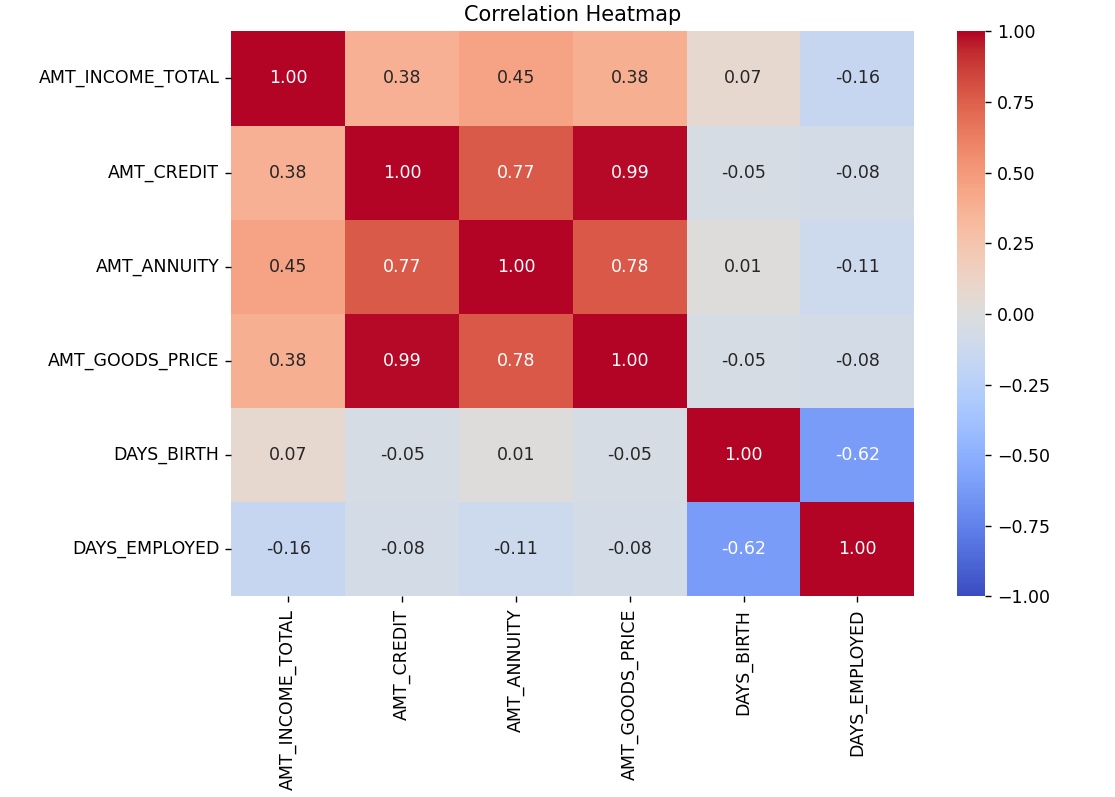 Correlation Heatmap
AMT_INCOME_TOTAL 1.00 0.38 0.45 0.38 0.07 -0.16
AMT_CREDIT 0.38 1.00 0.77 0.99 -0.05 -0.08
AMT_ANNUITY 0.45 0.77 1.00 0.78 0.01 -0.11
AMT_GOODS_PRICE 0.38 0.99 0.78 1.00 -0.05 -0.08
DAYS_BIRTH 0.07 -0.05 0.01 -0.05 1.00 -0.62
DAYS_EMPLOYED -0.16 -0.08 -0.11 -0.08 -0.62 1.00
AMT_INCOME_TOTAL
AMT_CREDIT
AMT_ANNUITY
AMT_GOODS_PRICE
DAYS_BIRTH
DAYS_EMPLOYED
1.00
0.75
0.50
0.25
0.00
−0.25
−0.50
−0.75
−1.00